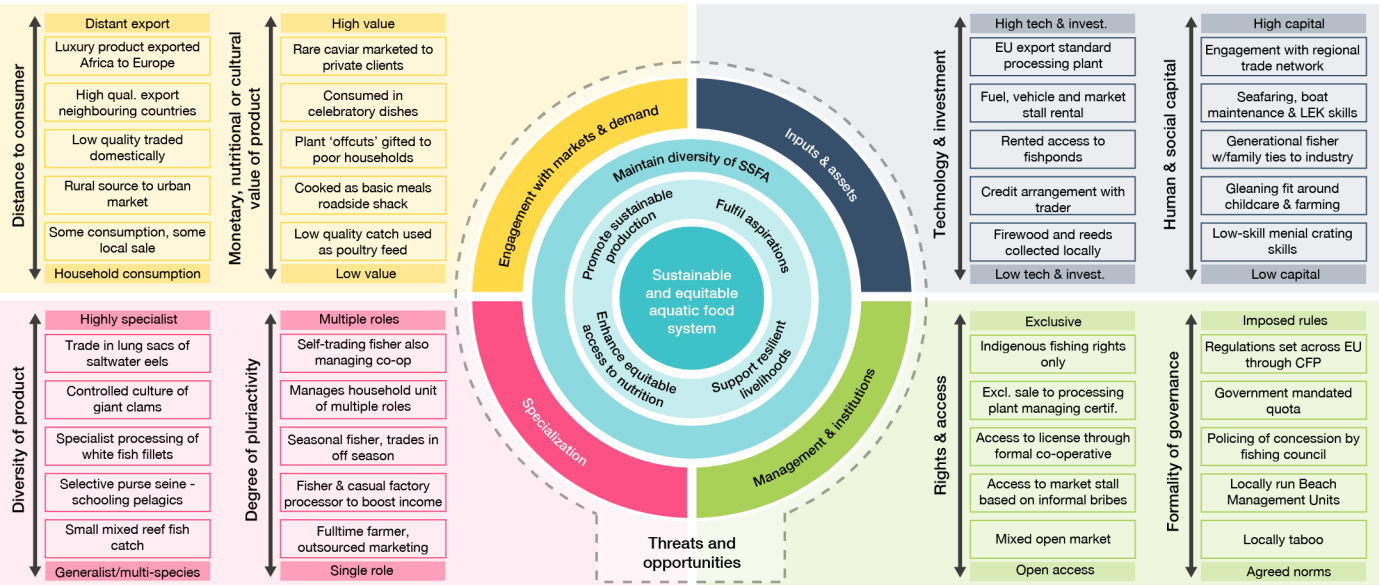 Distance to consumer
Distant export
Luxury product exported
Africa to Europe
High qual. export
neighbouring countries
Low quality traded
domestically
Rural source to urban
market
Some consumption, some
local sale
Household consumption
Monetary, nutritional or cultural
value of product
High value
Rare caviar marketed to
private clients
Consumed in
celebratory dishes
Plant ‘offcuts’ gifted to
poor households
Cooked as basic meals
roadside shack
Low quality catch used
as poultry feed
Low value
Technology & investment
High tech & invest.
EU export standard
processing plant
Fuel, vehicle and market
stall rental
Rented access to
fishponds
Credit arrangement with
trader
Firewood and reeds
collected locally
Low tech & invest.
Human & social capital
High capital
Engagement with regional
trade network
Seafaring, boat
maintenance & LEK skills
Generational fisher
w/family ties to industry
Gleaning fit around
childcare & farming
Low-skill menial crating
skills
Low capital
Engagement with markets & demand
Inputs & assets
Maintain diversity of SSFA
Promote sustainable
production
Fulfil aspirations
Sustainable
and equitable
aquatic food
system
Enhance equitable
access to nutrition
Support resilient
livelihoods
Specialization
Management & institutions
Threats and
opportunities
Diversity of product
Highly specialist
Trade in lung sacs of
saltwater eels
Controlled culture of
giant clams
Specialist processing of
white fish fillets
Selective purse seine -
schooling pelagics
Small mixed reef fish
catch
Generalist/multi-species
Degree of pluriactivity
Multiple roles
Self-trading fisher also
managing co-op
Manages household unit
of multiple roles
Seasonal fisher, trades in
off season
Fisher & casual factory
processor to boost income
Fulltime farmer,
outsourced marketing
Single role
Rights & access
Exclusive
Indigenous fishing rights
only
Excl. sale to processing
plant managing certif.
Access to license through
formal co-operative
Access to market stall
based on informal bribes
Mixed open market
Open access
Formality of governance
Imposed rules
Regulations set across EU
through CFP
Government mandated
quota
Policing of concession by
fishing council
Locally run Beach
Management Units
Locally taboo
Agreed norms